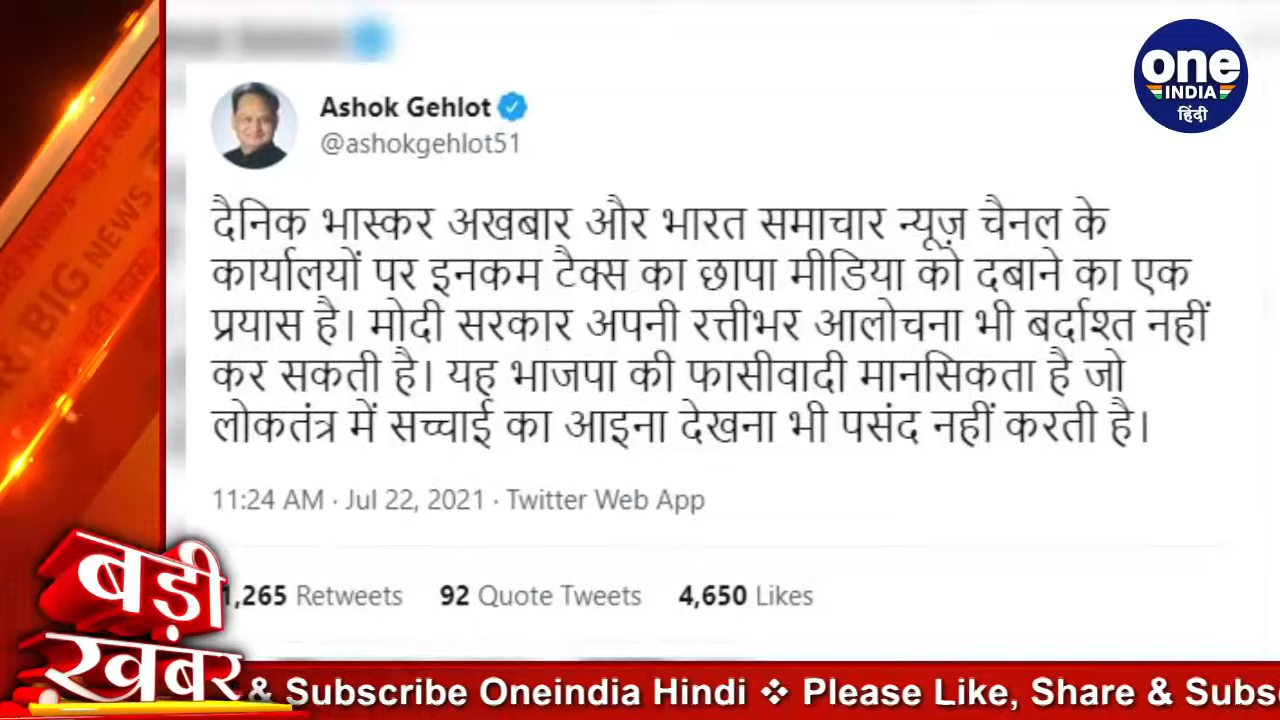 one
INDIA
हिंदी
Ashok Gehlot
@ashokgehlot51
दैनिक भास्कर अखबार और भारत समाचार न्यूज़ चैनल के
कार्यालयों पर इनकम टैक्स का छापा मीडिया को दबाने का एक
प्रयास है। मोदी सरकार अपनी रत्तीभर आलोचना भी बर्दाश्त नहीं
कर सकती है। यह भाजपा की फासीवादी मानसिकता है जो
लोकतंत्र में सच्चाई का आइना देखना भी पसंद नहीं करती है।
11:24 AM · Jul 22, 2021 · Twitter Web App
1,265 Retweets 92 Quote Tweets 4,650 Likes
BIG NEWS
बड़ी
खबर
& Subscribe Oneindia Hindi ❖ Please Like, Share & Subs